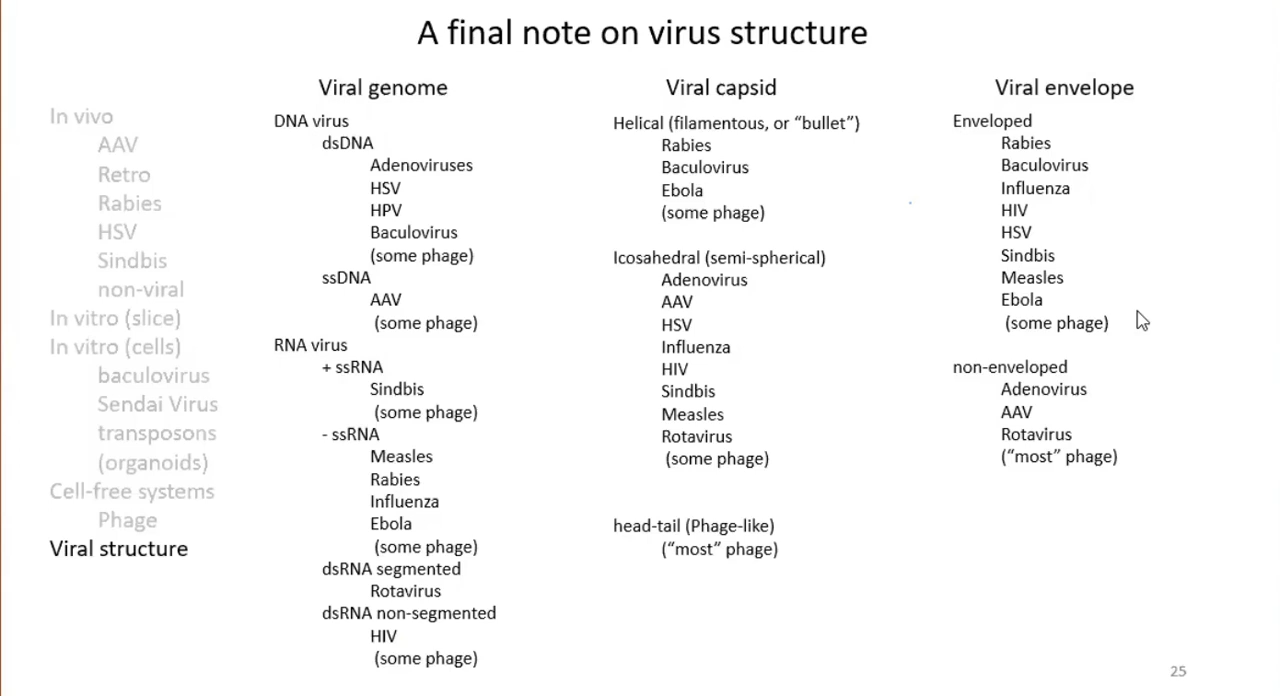 A final note on virus structure
In vivo
AAV
Retro
Rabies
HSV
Sindbis
non-viral
In vitro (slice)
In vitro (cells)
baculovirus
Sendai Virus
transposons
(organoids)
Cell-free systems
Phage
Viral structure
Viral genome
DNA virus
dsDNA
Adenoviruses
HSV
HPV
Baculovirus
(some phage)
ssDNA
AAV
(some phage)
RNA virus
+ ssRNA
Sindbis
(some phage)
- ssRNA
Measles
Rabies
Influenza
Ebola
(some phage)
dsRNA segmented
Rotavirus
dsRNA non-segmented
HIV
(some phage)
Viral capsid
Helical (filamentous, or “bullet”)
Rabies
Baculovirus
Ebola
(some phage)
Icosahedral (semi-spherical)
Adenovirus
AAV
HSV
Influenza
HIV
Sindbis
Measles
Rotavirus
(some phage)
head-tail (Phage-like)
(“most” phage)
Viral envelope
Enveloped
Rabies
Baculovirus
Influenza
HIV
HSV
Sindbis
Measles
Ebola
(some phage)
non-enveloped
Adenovirus
AAV
Rotavirus
(“most” phage)
25